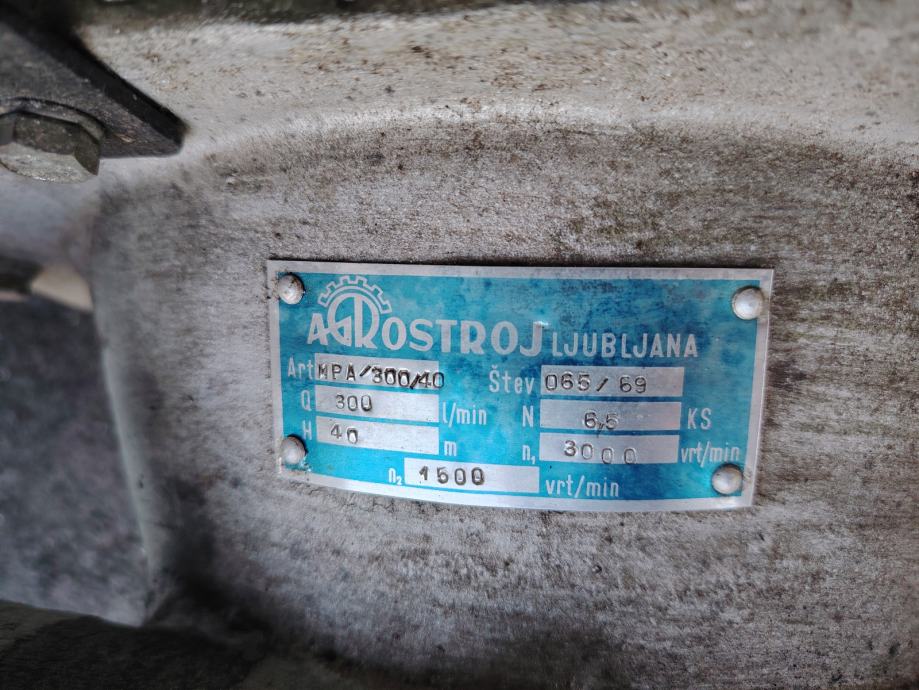 AGROSTROJ LJUBLJANA
Art MPA/300/40 Štev 065/69
Q 300 l/min N 6,5 KS
H 40 m n₁ 3000 vrt/min
n₂ 1500 vrt/min